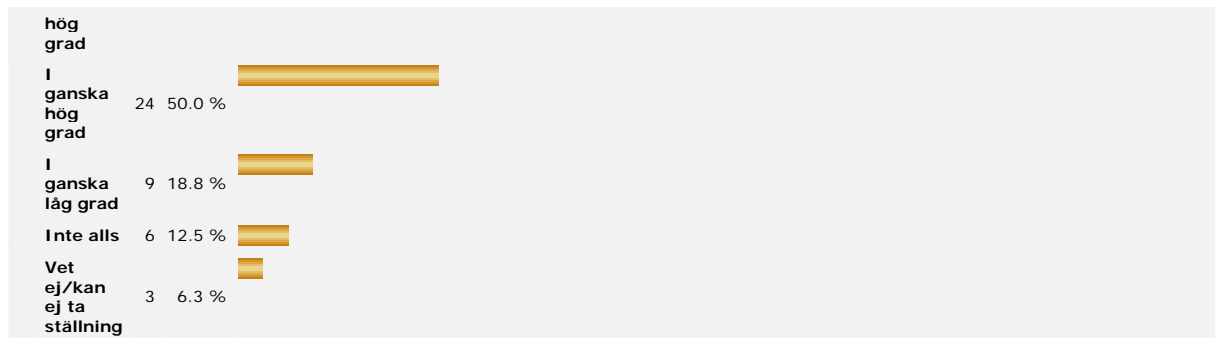 hög
grad
I
ganska
hög
grad
24 50.0 %
I
ganska
låg grad
9 18.8 %
Inte alls 6 12.5 %
Vet
ej/kan
ej ta
ställning
3 6.3 %